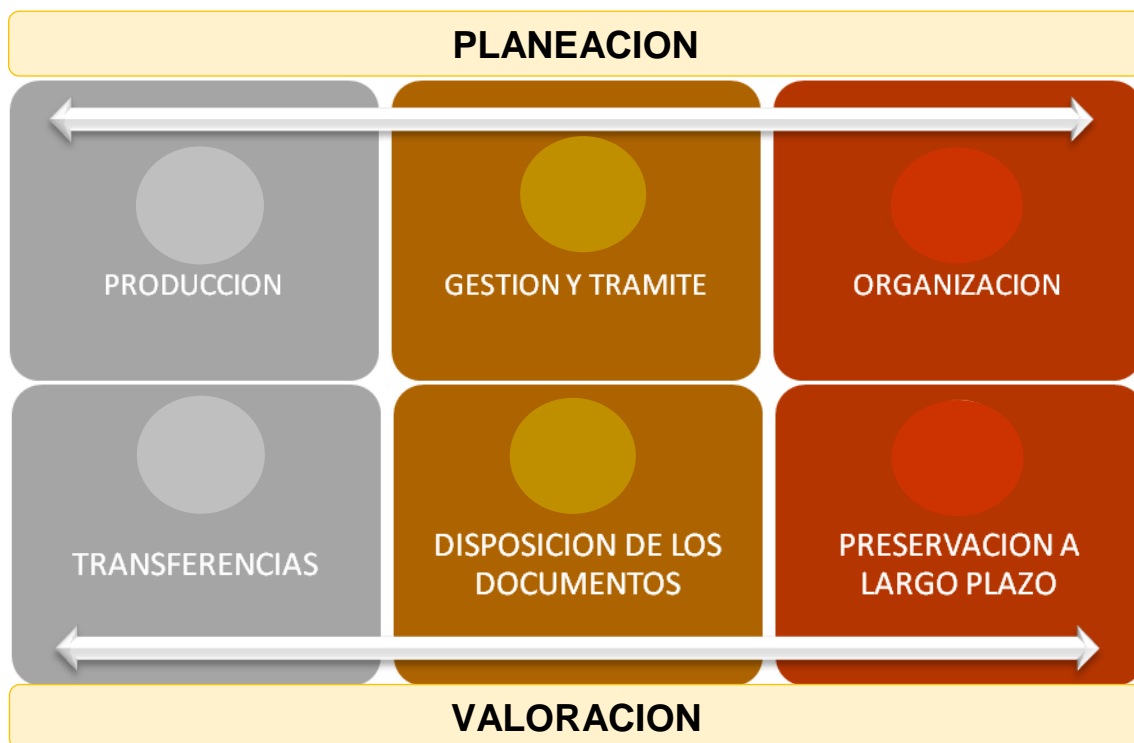 PLANEACION
PRODUCCION
GESTION Y TRAMITE
ORGANIZACION
TRANSFERENCIAS
DISPOSICION DE LOS
DOCUMENTOS
PRESERVACION A
LARGO PLAZO
VALORACION